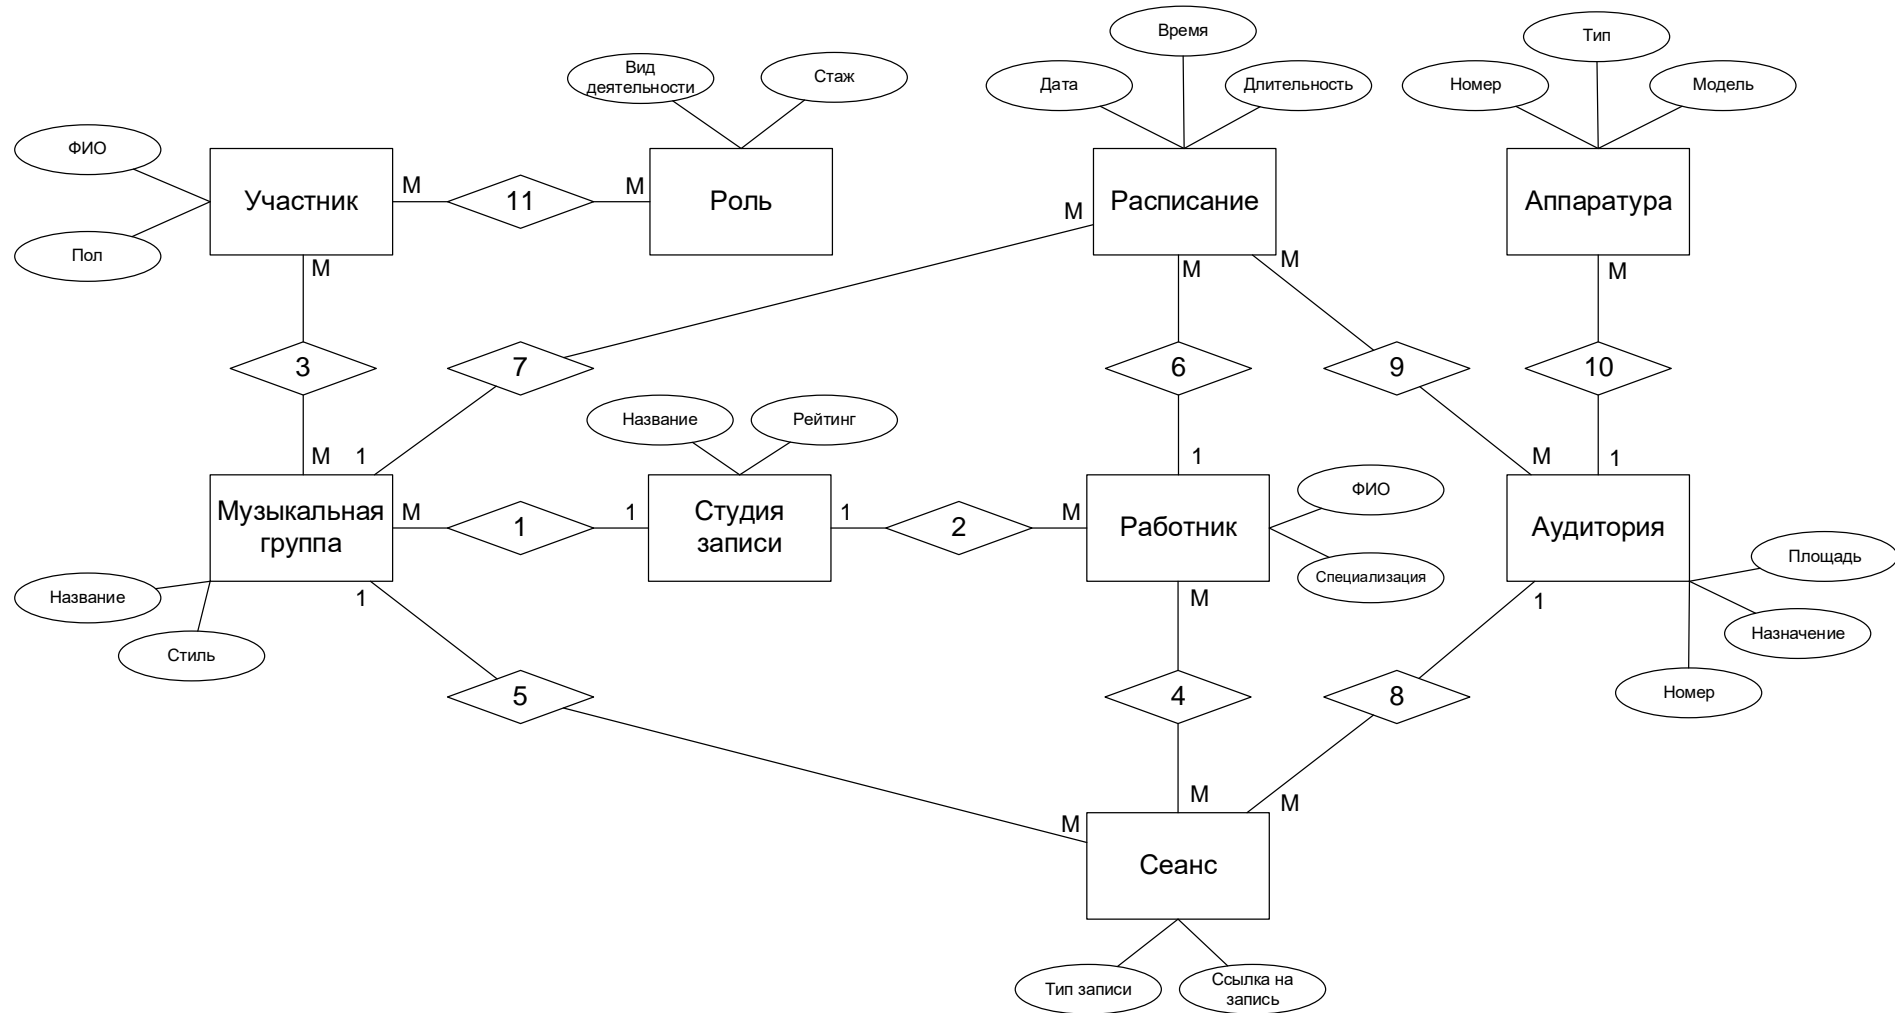 Время
Тип
Вид
деятельности
Стаж
Дата
Длительность
Номер
Модель
ФИО
Пол
Участник
М
11
М
Роль
Расписание
Аппаратура
М
М
М
М
М
3
7
6
9
10
Название
Рейтинг
М
1
1
М
1
Музыкальная
группа
М
1
1
Студия
записи
1
2
М
Работник
ФИО
Специализация
Аудитория
Площадь
Назначение
Номер
Название
Стиль
1
М
1
5
4
8
М
М
М
Сеанс
Тип записи
Ссылка на
запись